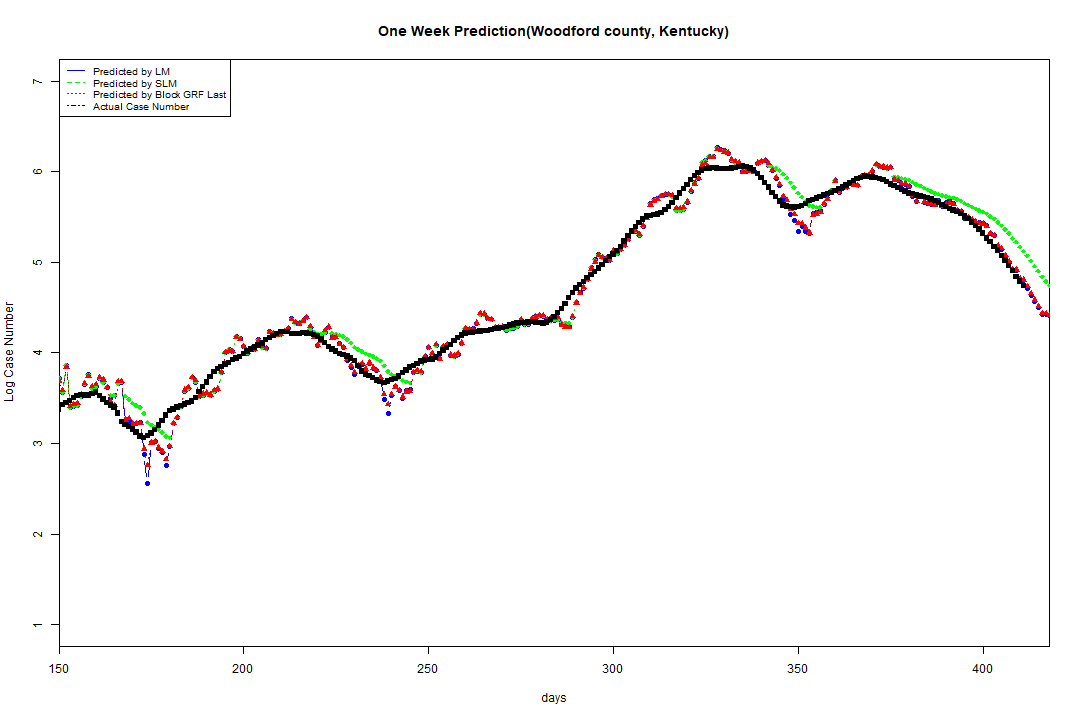 One Week Prediction(Woodford county, Kentucky)
Predicted by LM
Predicted by SLM
Predicted by Block GRF Last
Actual Case Number
7
6
5
4
3
2
1
Log Case Number
150
200
250
300
350
400
days